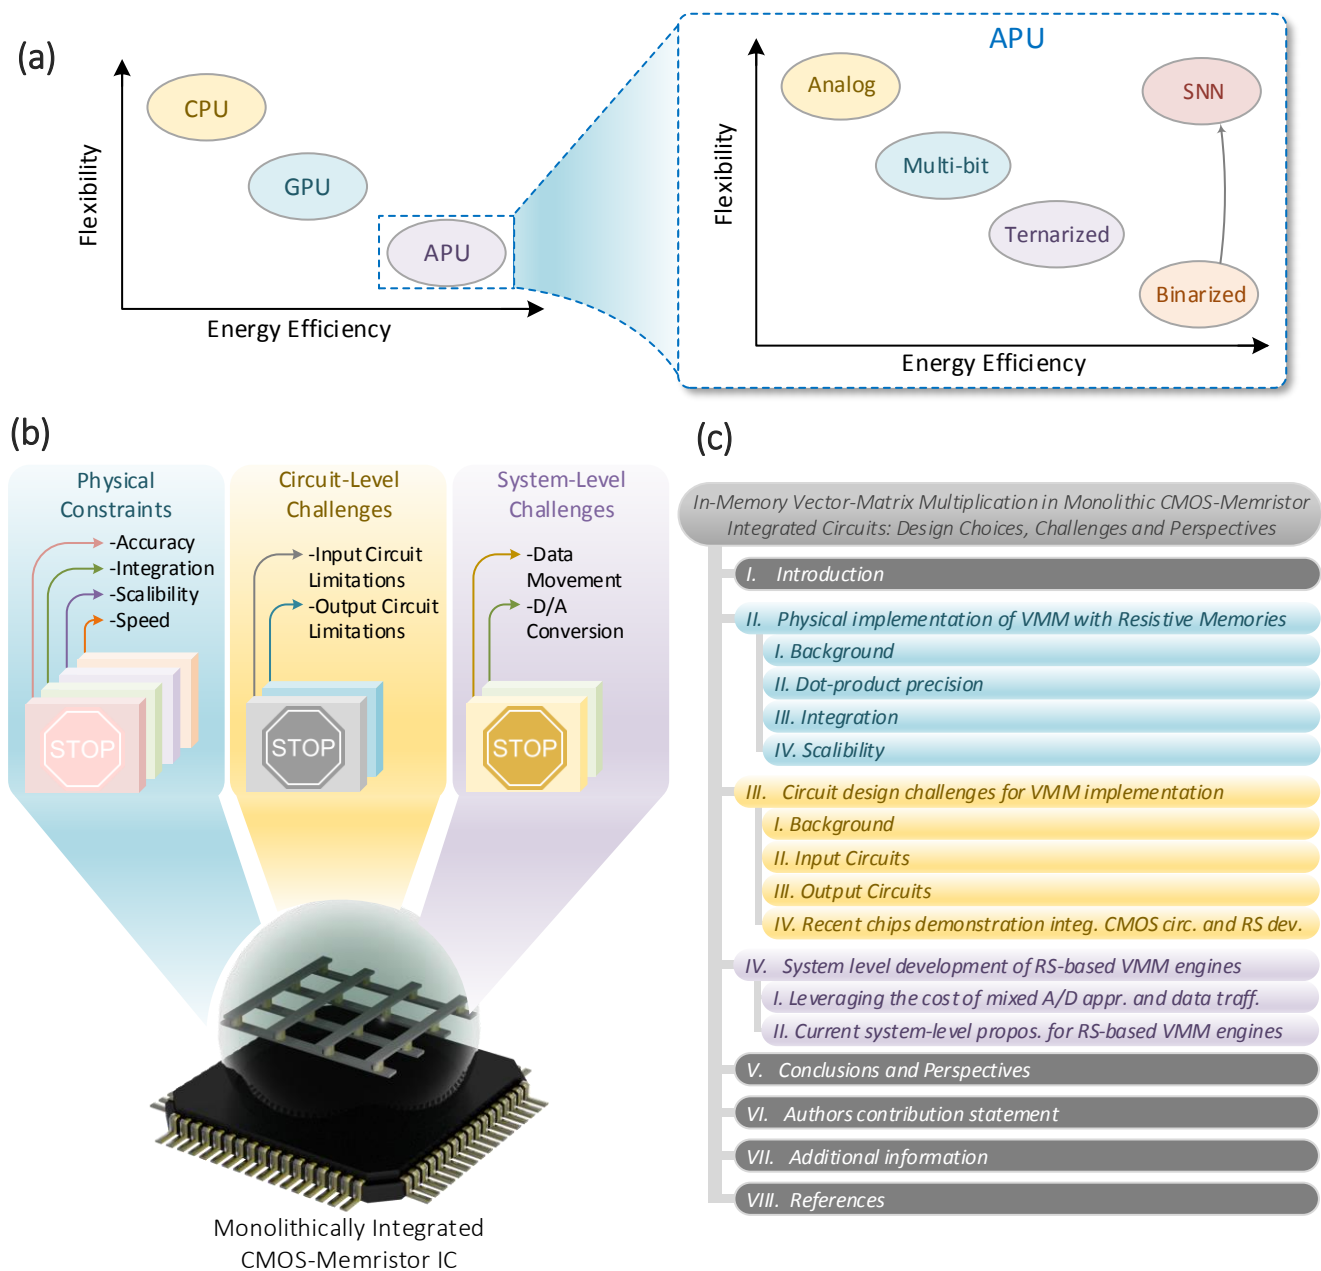 (a)
CPU
GPU
APU
Flexibility
Energy Efficiency
APU
Analog
SNN
Multi-bit
Ternarized
Binarized
Flexibility
Energy Efficiency
(b)
Physical
Constraints
-Accuracy
-Integration
-Scalibility
-Speed
STOP
Circuit-Level
Challenges
-Input Circuit
Limitations
-Output Circuit
Limitations
STOP
System-Level
Challenges
-Data
Movement
-D/A
Conversion
STOP
Monolithically Integrated
CMOS-Memristor IC
(c)
In-Memory Vector-Matrix Multiplication in Monolithic CMOS-Memristor
Integrated Circuits: Design Choices, Challenges and Perspectives
I. Introduction
II. Physical implementation of VMM with Resistive Memories
I. Background
II. Dot-product precision
III. Integration
IV. Scalibility
III. Circuit design challenges for VMM implementation
I. Background
II. Input Circuits
III. Output Circuits
IV. Recent chips demonstration integ. CMOS circ. and RS dev.
IV. System level development of RS-based VMM engines
I. Leveraging the cost of mixed A/D appr. and data traff.
II. Current system-level propos. for RS-based VMM engines
V. Conclusions and Perspectives
VI. Authors contribution statement
VII. Additional information
VIII. References